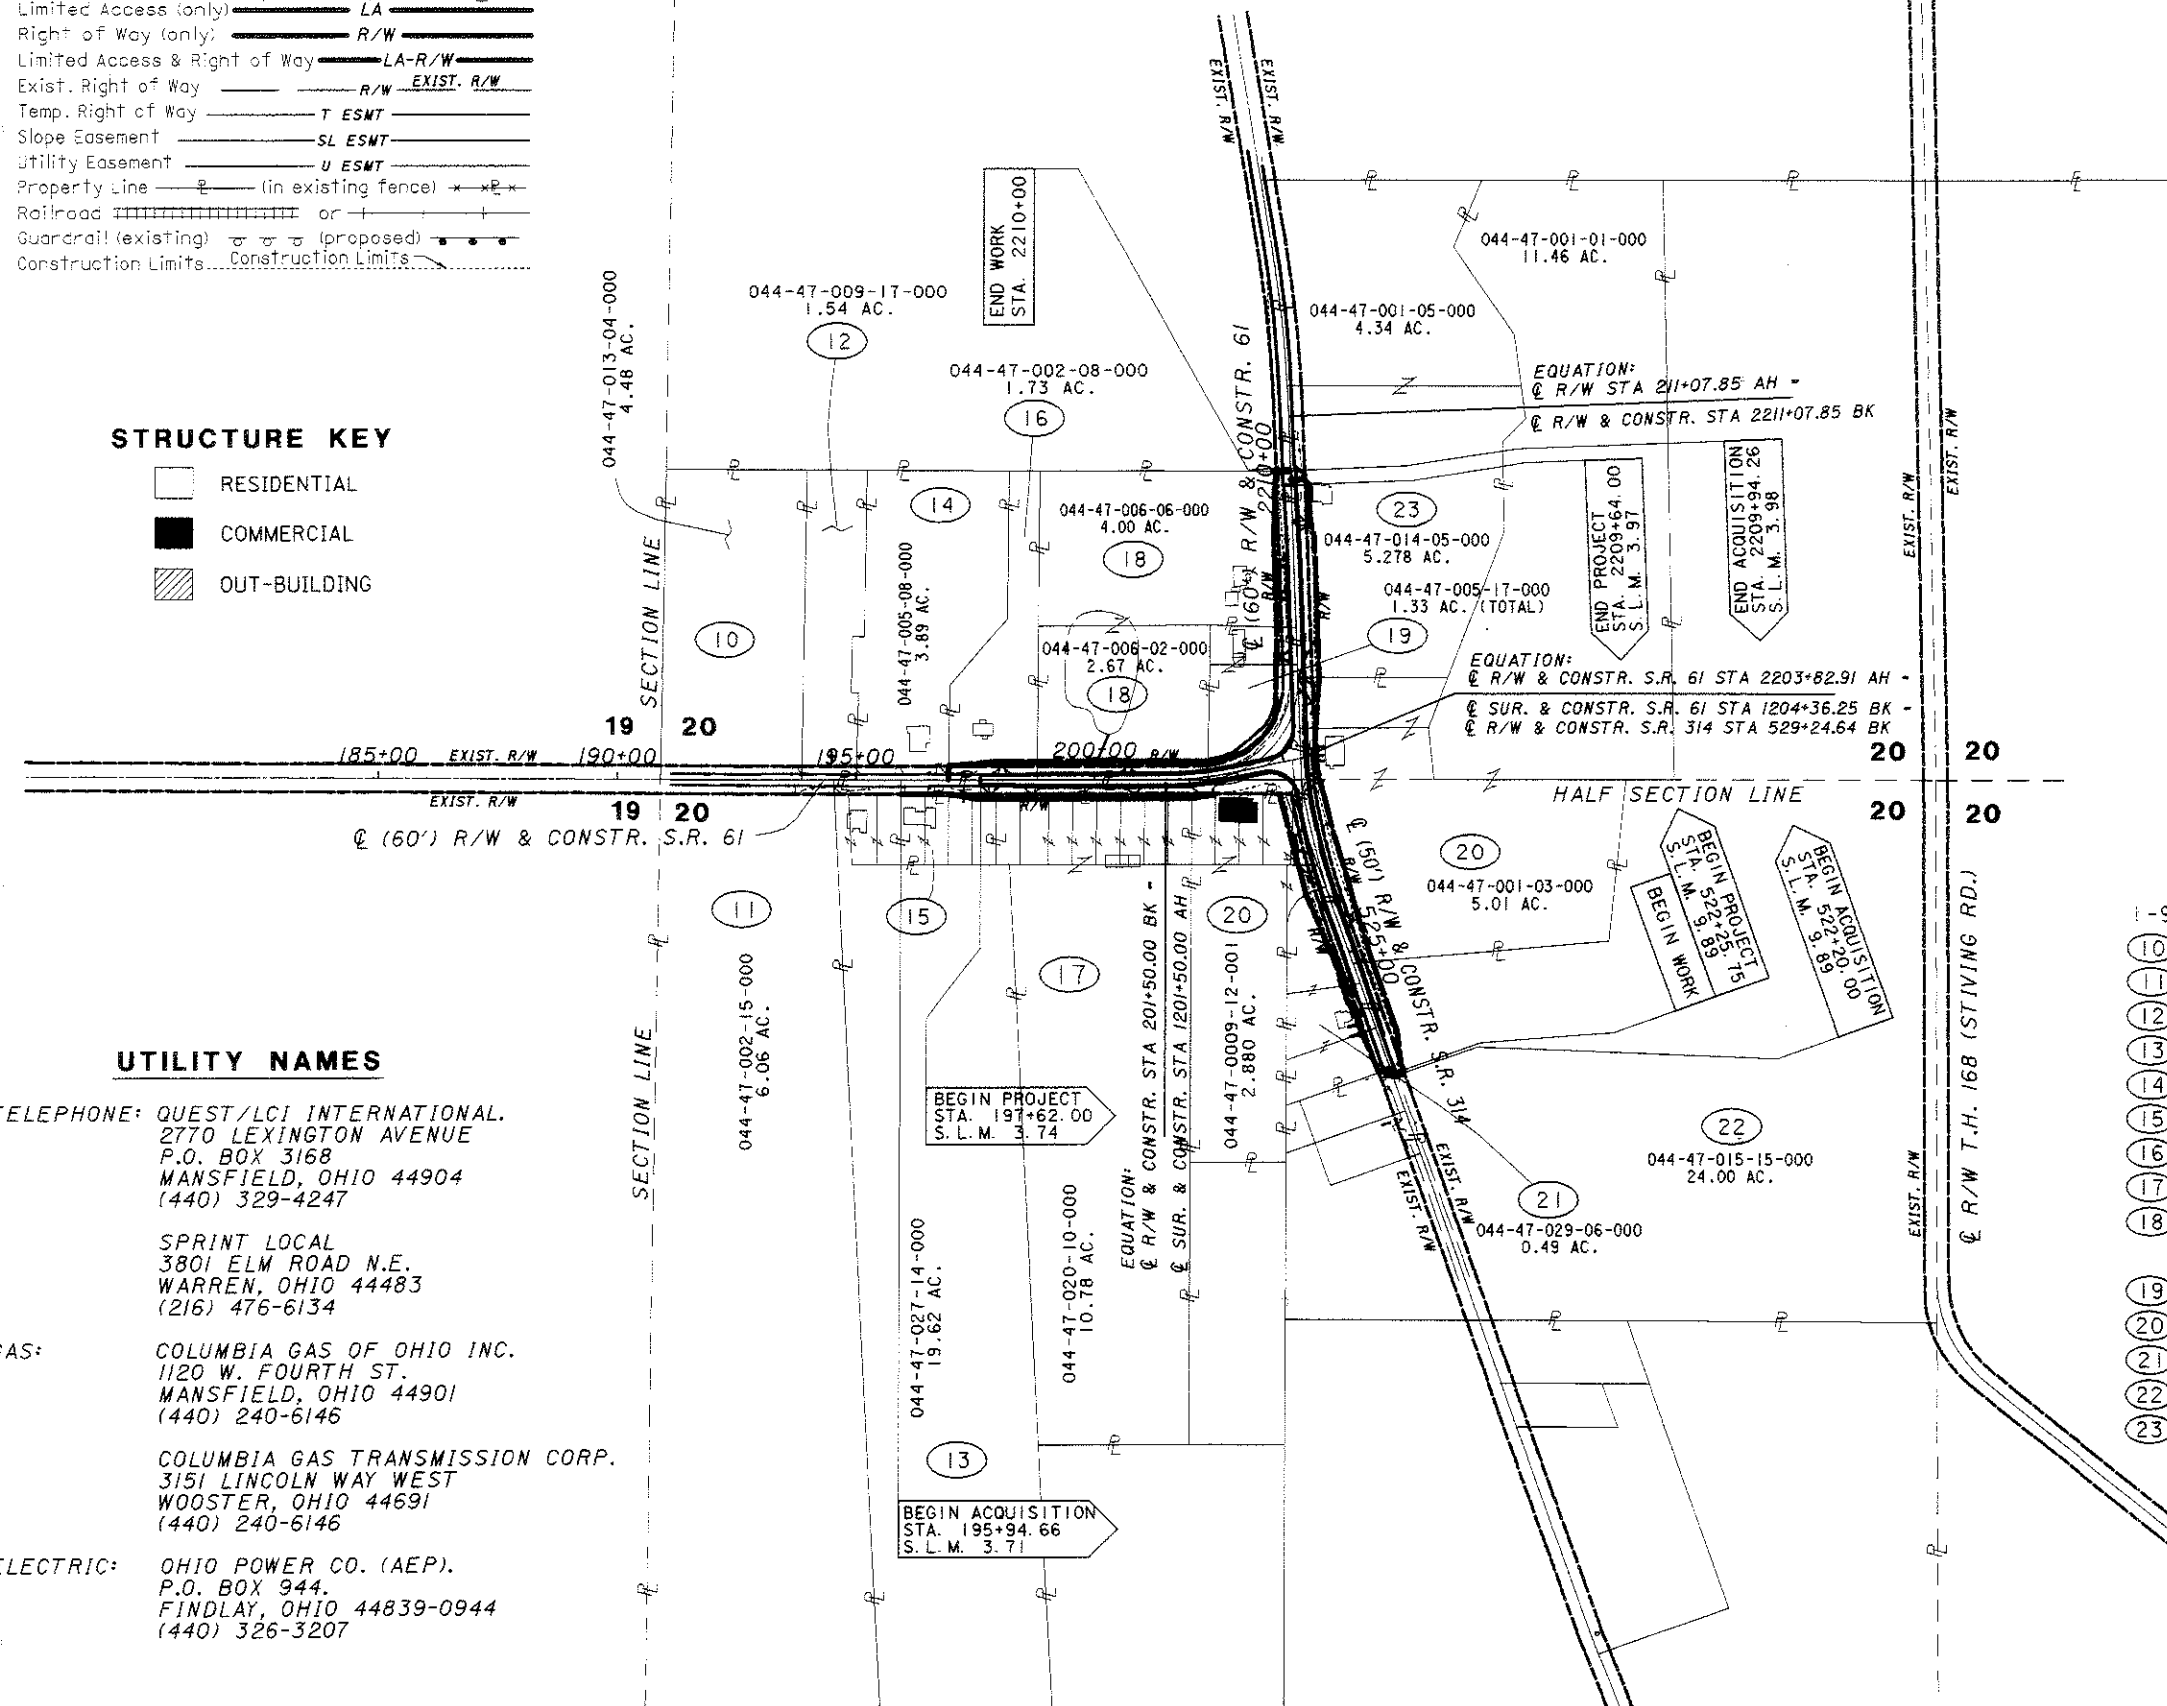 Limited Access (only) LA
Right of Way (only) R/W
Limited Access & Right of Way LA-R/W
Exist. Right of Way R/W EXIST. R/W
Temp. Right of Way T ESMT
Slope Easement SL ESMT
Utility Easement U ESMT
Property Line PL (in existing fence) x xPLx
Railroad or
Guardrail (existing) (proposed)
Construction Limits Construction Limits
STRUCTURE KEY
RESIDENTIAL
COMMERCIAL
OUT-BUILDING
044-47-013-04-000
4.48 AC.
044-47-009-17-000
1.54 AC.
12
END WORK
STA. 2210+00
044-47-002-08-000
1.73 AC.
16
EXIST. R/W
EXIST. R/W
044-47-001-01-000
11.46 AC.
044-47-001-05-000
4.34 AC.
EQUATION:
℄ R/W STA 211+07.85 AH =
℄ R/W & CONSTR. STA 2211+07.85 BK
14
044-47-006-06-000
4.00 AC.
18
℄ (60') R/W & CONSTR. 61
2210+00
23
044-47-014-05-000
5.278 AC.
044-47-005-17-000
1.33 AC. (TOTAL)
19
END PROJECT
STA. 2209+64.00
S.L.M. 3.97
END ACQUISITION
STA. 2209+94.26
S.L.M. 3.98
EXIST. R/W
EXIST. R/W
SECTION LINE
10
044-47-005-08-000
3.89 AC.
044-47-006-02-000
2.67 AC.
18
R/W
R/W
EQUATION:
℄ R/W & CONSTR. S.R. 61 STA 2203+82.91 AH =
℄ SUR. & CONSTR. S.R. 61 STA 1204+36.25 BK =
℄ R/W & CONSTR. S.R. 314 STA 529+24.64 BK
19 20
20 20
185+00 EXIST. R/W 190+00 195+00 200+00 R/W
EXIST. R/W
R/W
HALF SECTION LINE
19 20
20 20
℄ (60') R/W & CONSTR. S.R. 61
11
044-47-002-15-000
6.06 AC.
15
17
20
044-47-0009-12-001
2.880 AC.
EQUATION:
℄ R/W & CONSTR. STA 201+50.00 BK =
℄ SUR. & CONSTR. STA 1201+50.00 AH
℄ (50') R/W & CONSTR. S.R. 314
525+00
R/W
R/W
20
044-47-001-03-000
5.01 AC.
BEGIN PROJECT
STA. 522+25.75
S.L.M. 9.89
BEGIN WORK
BEGIN ACQUISITION
STA. 522+20.00
S.L.M. 9.89
℄ R/W T.H. 168 (STIVING RD.)
EXIST. R/W
SECTION LINE
BEGIN PROJECT
STA. 197+62.00
S.L.M. 3.74
22
044-47-015-15-000
24.00 AC.
21
044-47-029-06-000
0.49 AC.
EXIST. R/W
EXIST. R/W
044-47-027-14-000
19.62 AC.
044-47-020-10-000
10.78 AC.
13
BEGIN ACQUISITION
STA. 195+94.66
S.L.M. 3.71
UTILITY NAMES
TELEPHONE: QUEST/LCI INTERNATIONAL.
2770 LEXINGTON AVENUE
P.O. BOX 3168
MANSFIELD, OHIO 44904
(440) 329-4247
SPRINT LOCAL
3801 ELM ROAD N.E.
WARREN, OHIO 44483
(216) 476-6134
GAS: COLUMBIA GAS OF OHIO INC.
1120 W. FOURTH ST.
MANSFIELD, OHIO 44901
(440) 240-6146
COLUMBIA GAS TRANSMISSION CORP.
3151 LINCOLN WAY WEST
WOOSTER, OHIO 44691
(440) 240-6146
ELECTRIC: OHIO POWER CO. (AEP).
P.O. BOX 944.
FINDLAY, OHIO 44839-0944
(440) 326-3207
1-9
10
11
12
13
14
15
16
17
18
19
20
21
22
23